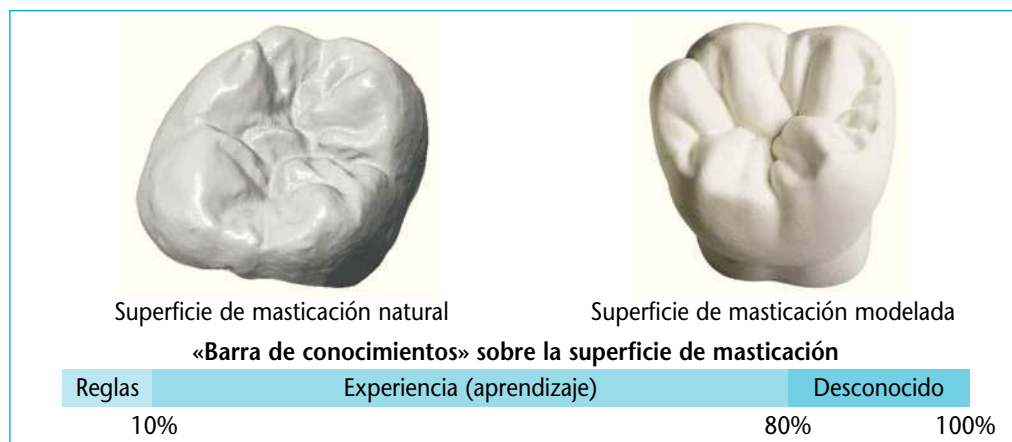 Superficie de masticación natural
Superficie de masticación modelada
«Barra de conocimientos» sobre la superficie de masticación
Reglas
Experiencia (aprendizaje)
Desconocido
10%
80%
100%